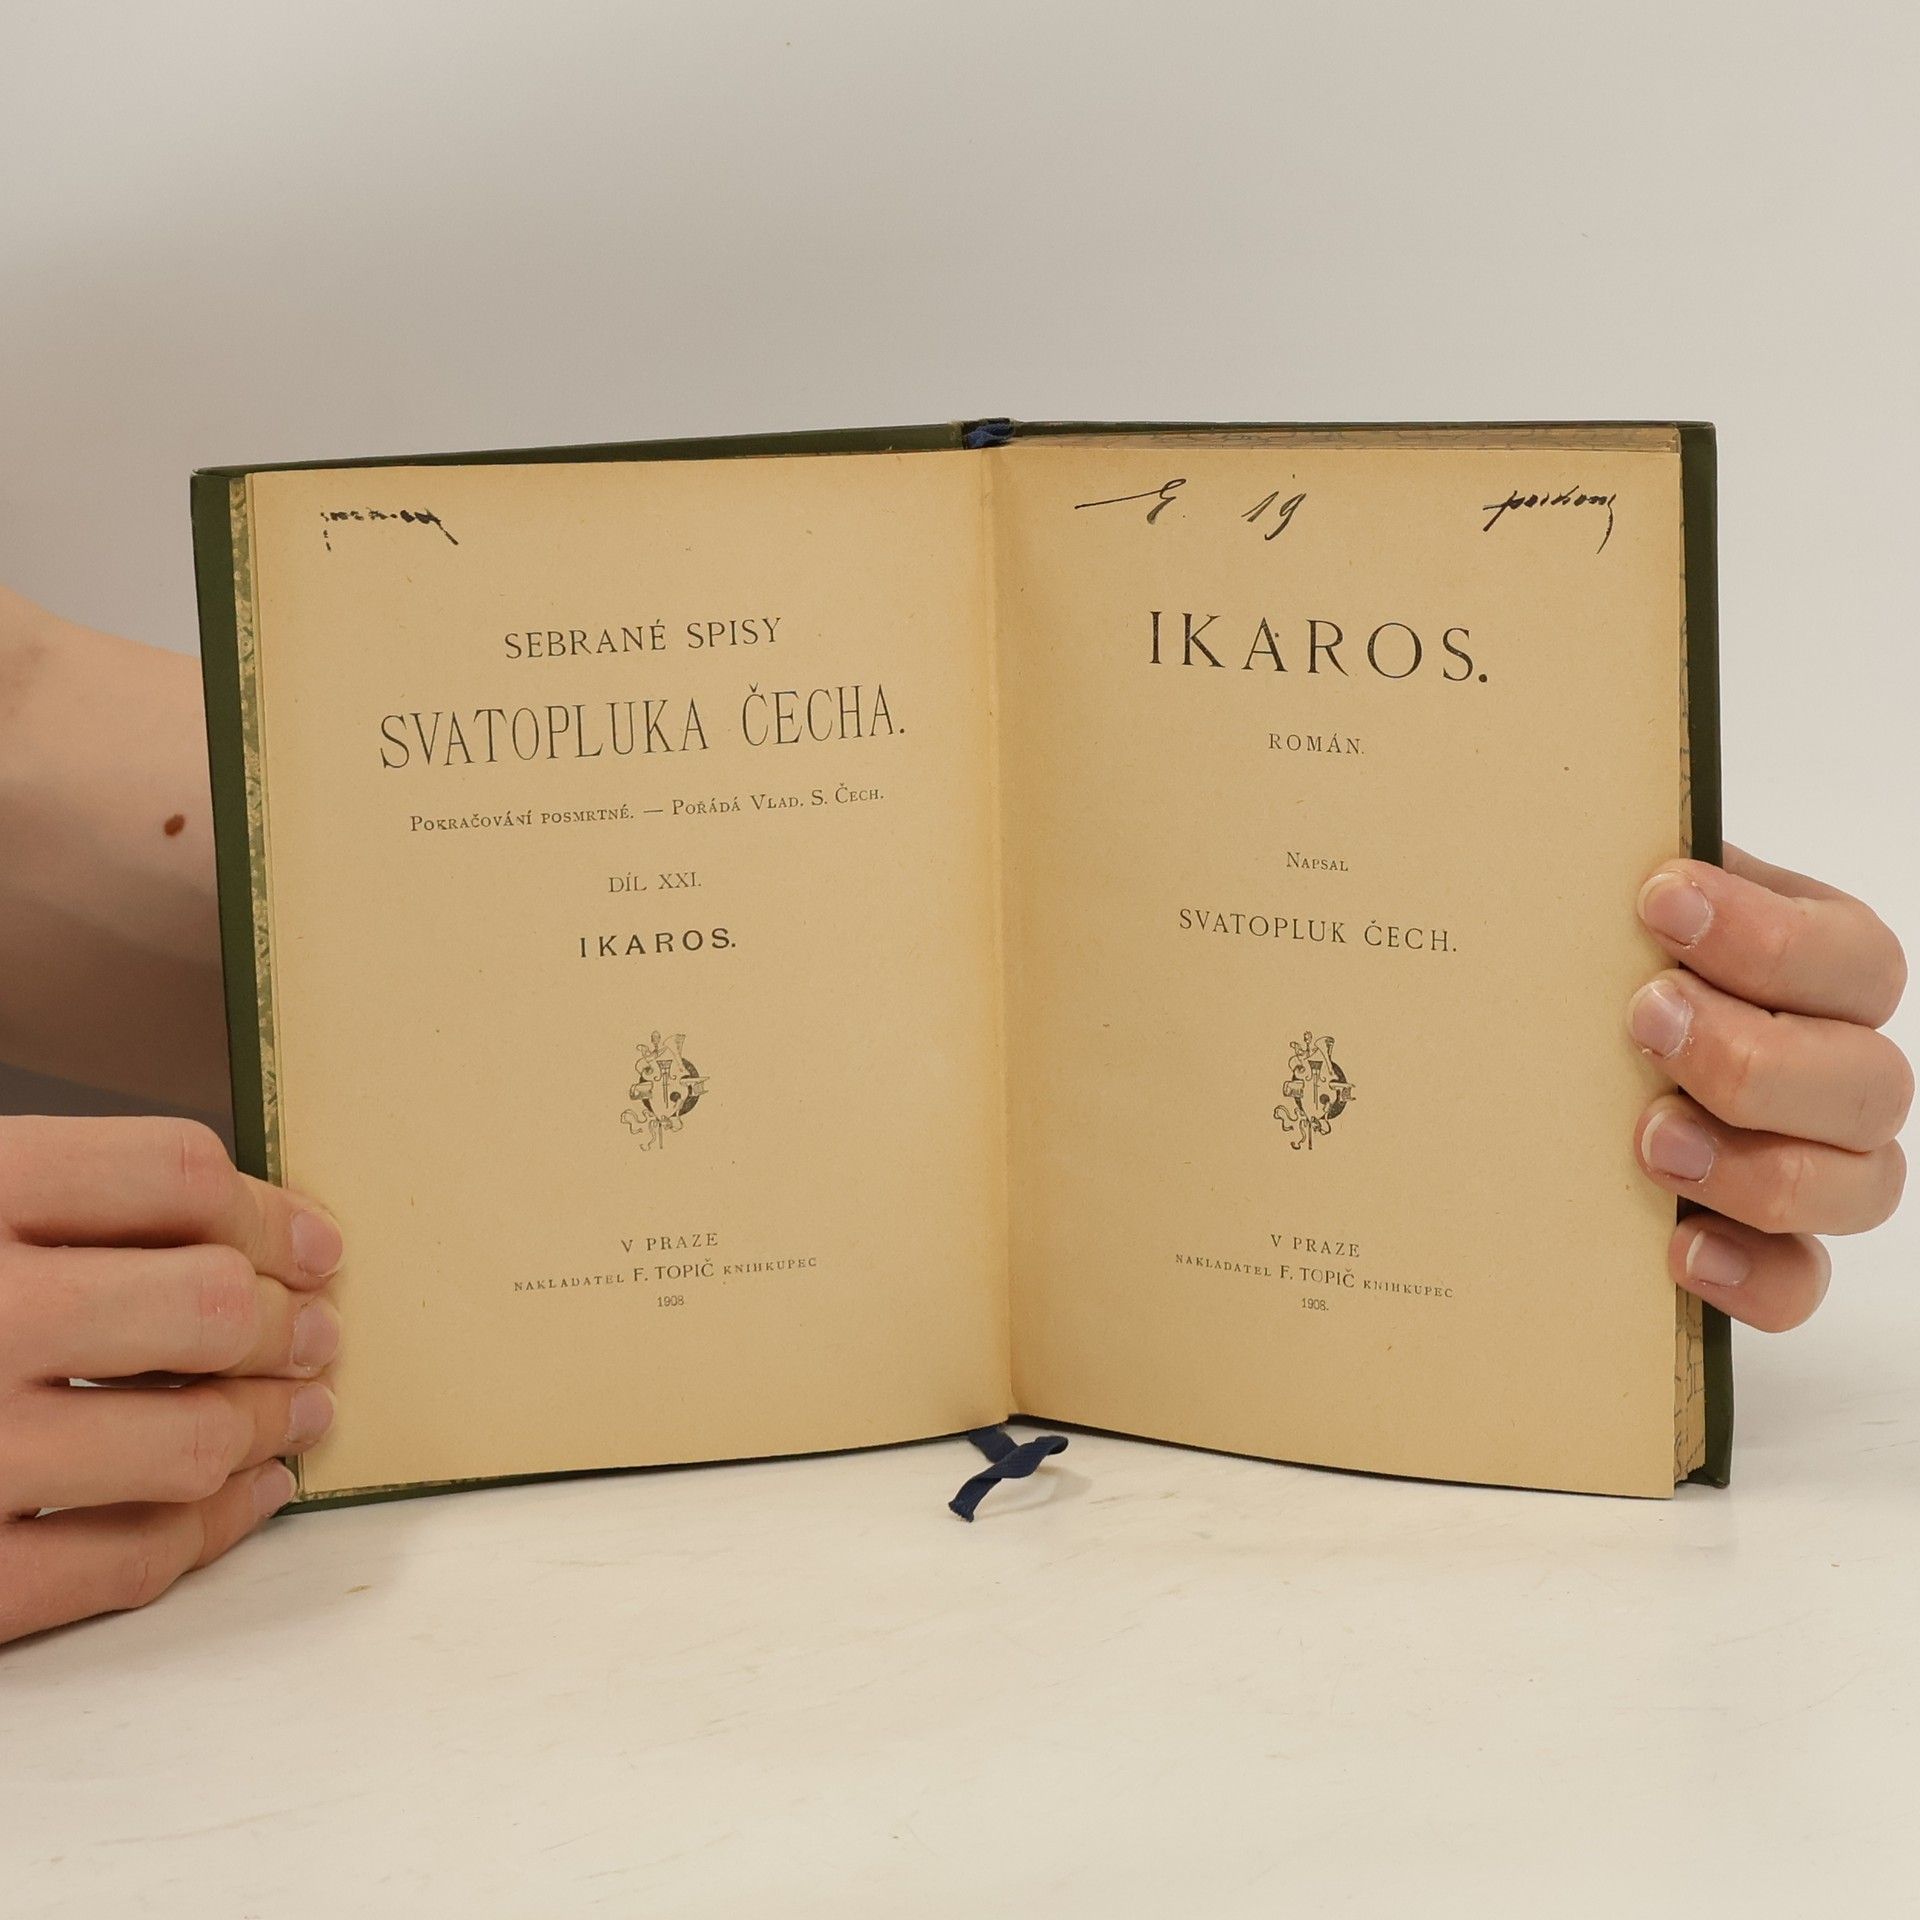 SEBRANÉ SPISY
SVATOPLUKA ČECHA.
POKRAČOVÁNÍ POSMRTNÉ. — POŘÁDÁ VLAD. S. ČECH.
DÍL XXI.
IKAROS.
V PRAZE
NAKLADATEL F. TOPIČ KNIHKUPEC
1908
E. 19
IKAROS.
ROMÁN.
NAPSAL
SVATOPLUK ČECH.
V PRAZE
NAKLADATEL F. TOPIČ KNIHKUPEC
1908.